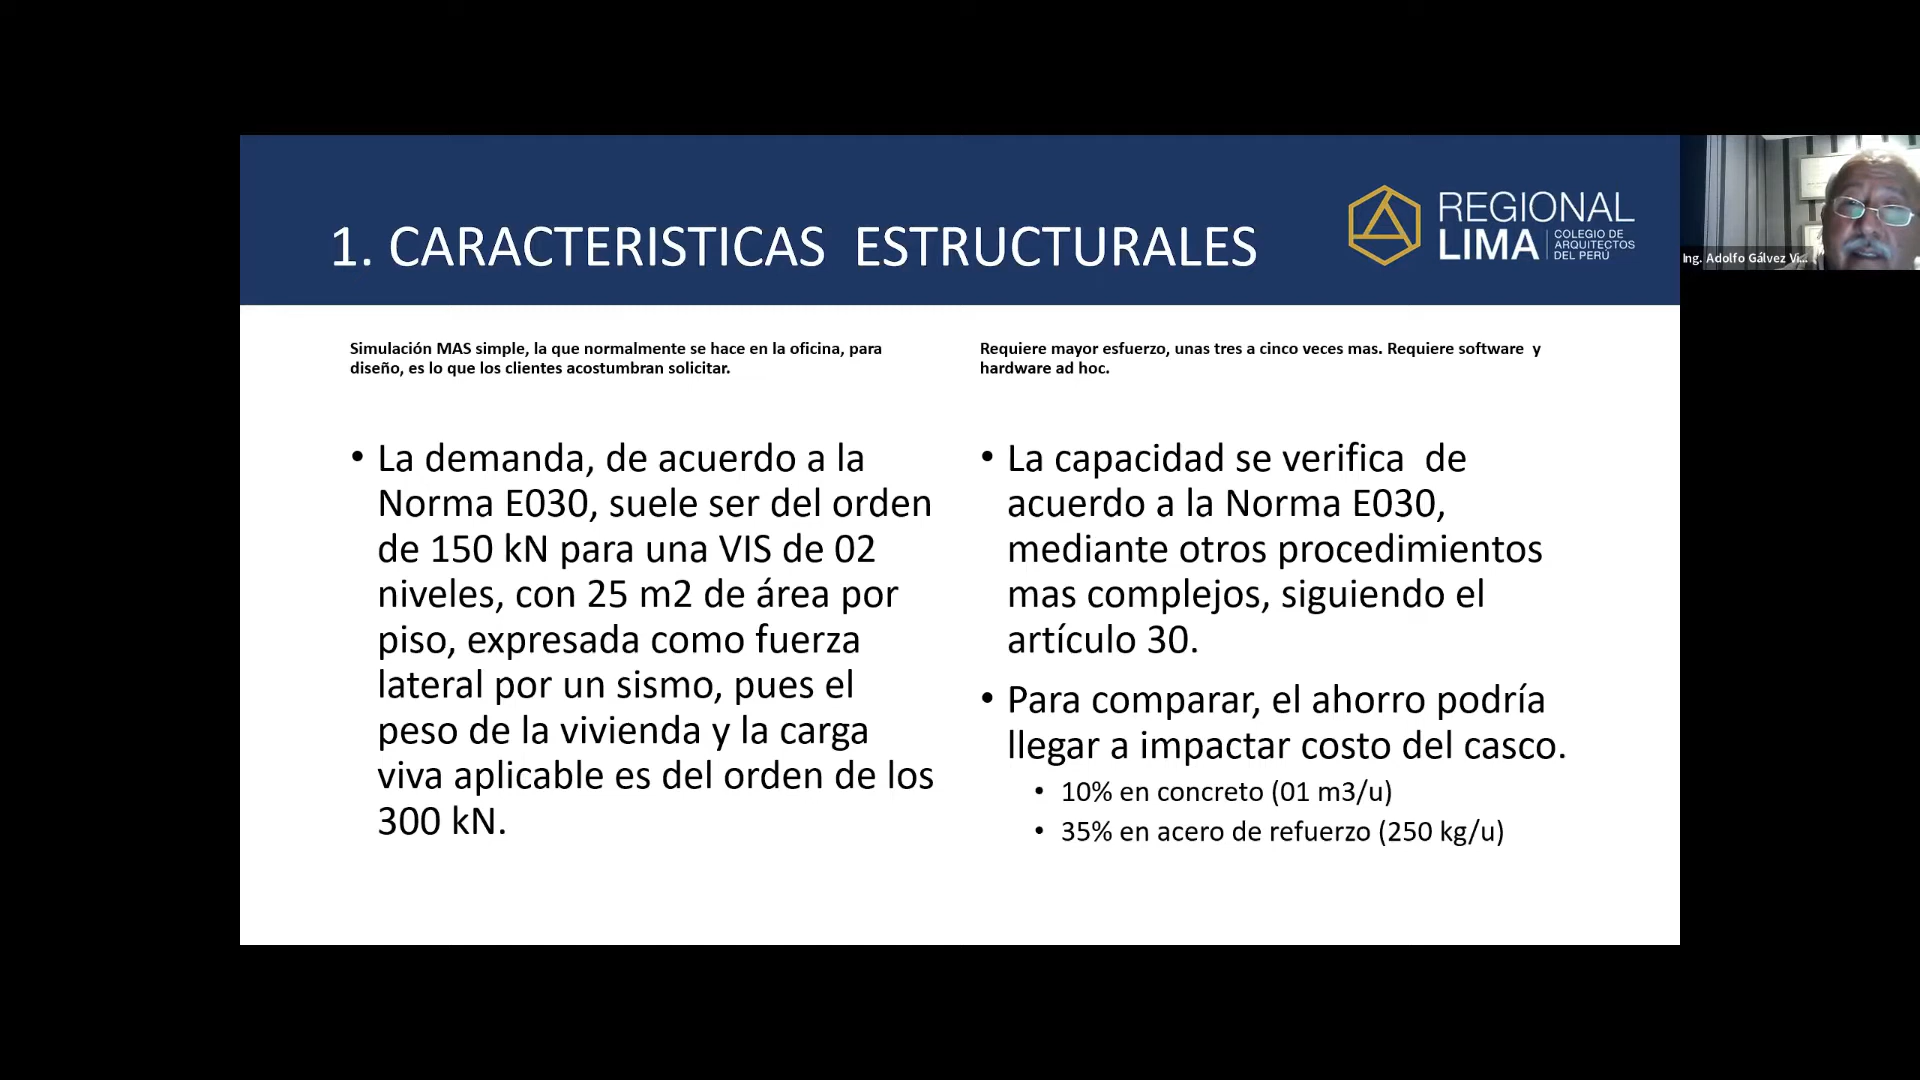 1. CARACTERISTICAS ESTRUCTURALES
REGIONAL
LIMA
COLEGIO DE
ARQUITECTOS
DEL PERÚ
Ing. Adolfo Gálvez Vi...
Simulación MAS simple, la que normalmente se hace en la oficina, para
diseño, es lo que los clientes acostumbran solicitar.
• La demanda, de acuerdo a la
Norma E030, suele ser del orden
de 150 kN para una VIS de 02
niveles, con 25 m2 de área por
piso, expresada como fuerza
lateral por un sismo, pues el
peso de la vivienda y la carga
viva aplicable es del orden de los
300 kN.
Requiere mayor esfuerzo, unas tres a cinco veces mas. Requiere software y
hardware ad hoc.
• La capacidad se verifica de
acuerdo a la Norma E030,
mediante otros procedimientos
mas complejos, siguiendo el
artículo 30.
• Para comparar, el ahorro podría
llegar a impactar costo del casco.
• 10% en concreto (01 m3/u)
• 35% en acero de refuerzo (250 kg/u)